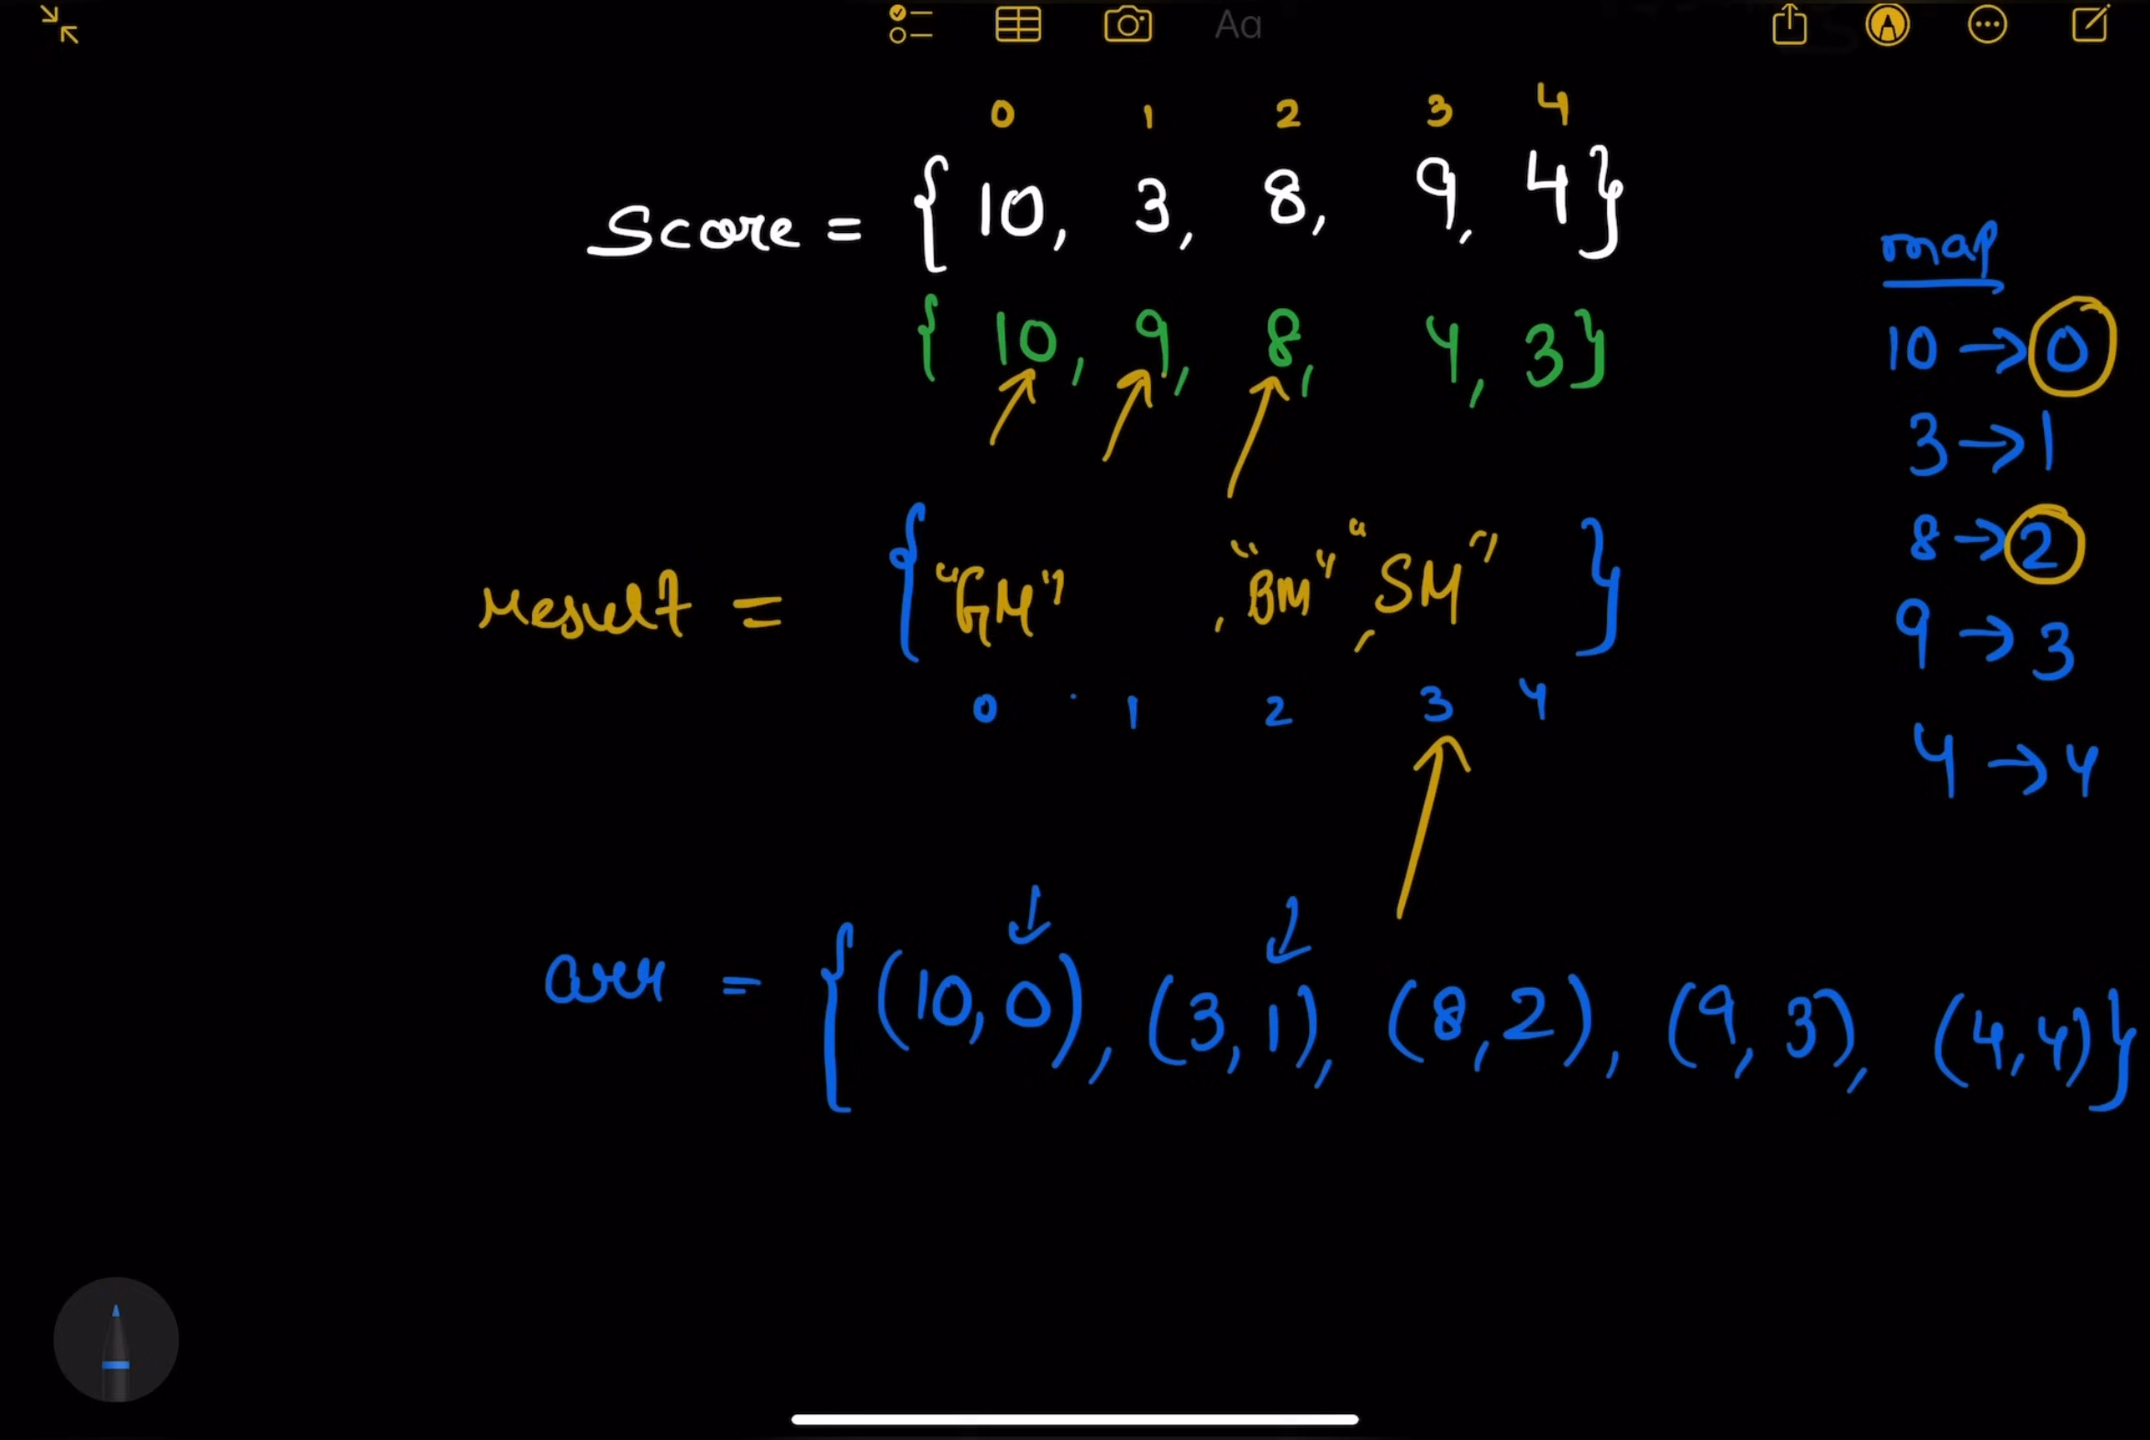 Aa
0 1 2 3 4
Score = { 10, 3, 8, 9, 4 }
{ 10, 9, 8, 4, 3 }
result = { "GM" , "BM" , "SM" }
0 1 2 3 4
arr = { (10,0), (3,1), (8,2), (9,3), (4,4) }
map
10 → 0
3 → 1
8 → 2
9 → 3
4 → 4